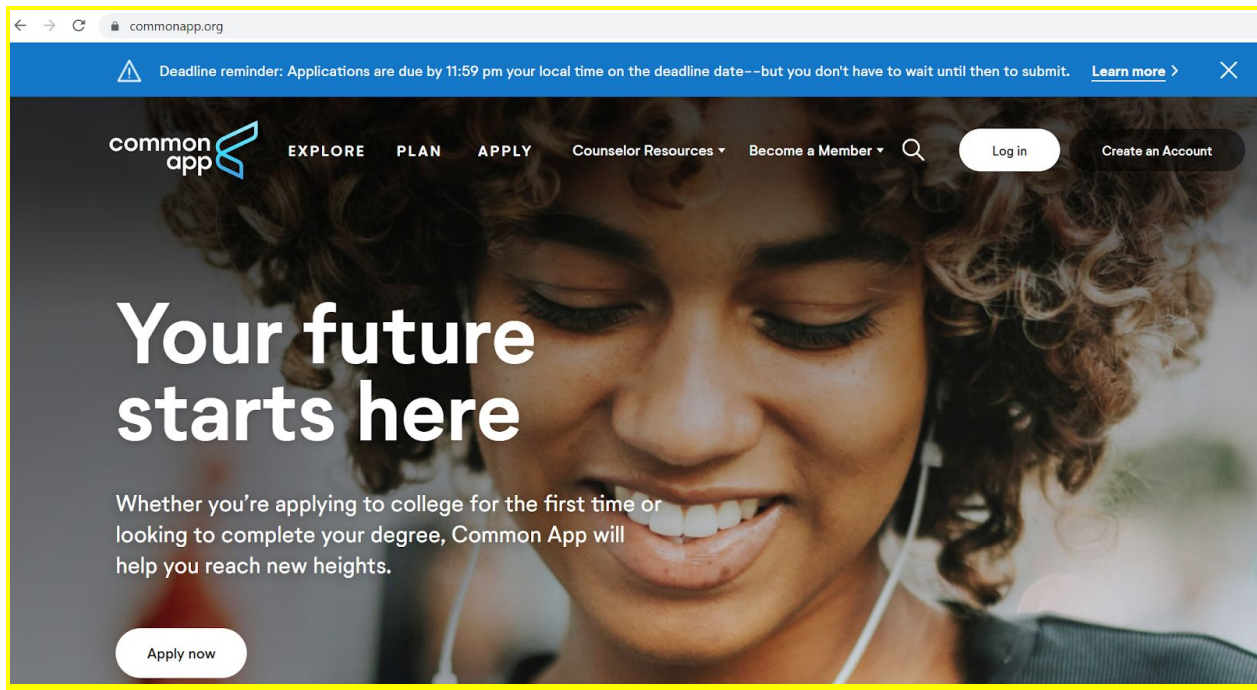 commonapp.org
Deadline reminder: Applications are due by 11:59 pm your local time on the deadline date--but you don't have to wait until then to submit. Learn more >
common
app
EXPLORE PLAN APPLY Counselor Resources ▾ Become a Member ▾ Log in Create an Account
Your future
starts here
Whether you’re applying to college for the first time or
looking to complete your degree, Common App will
help you reach new heights.
Apply now